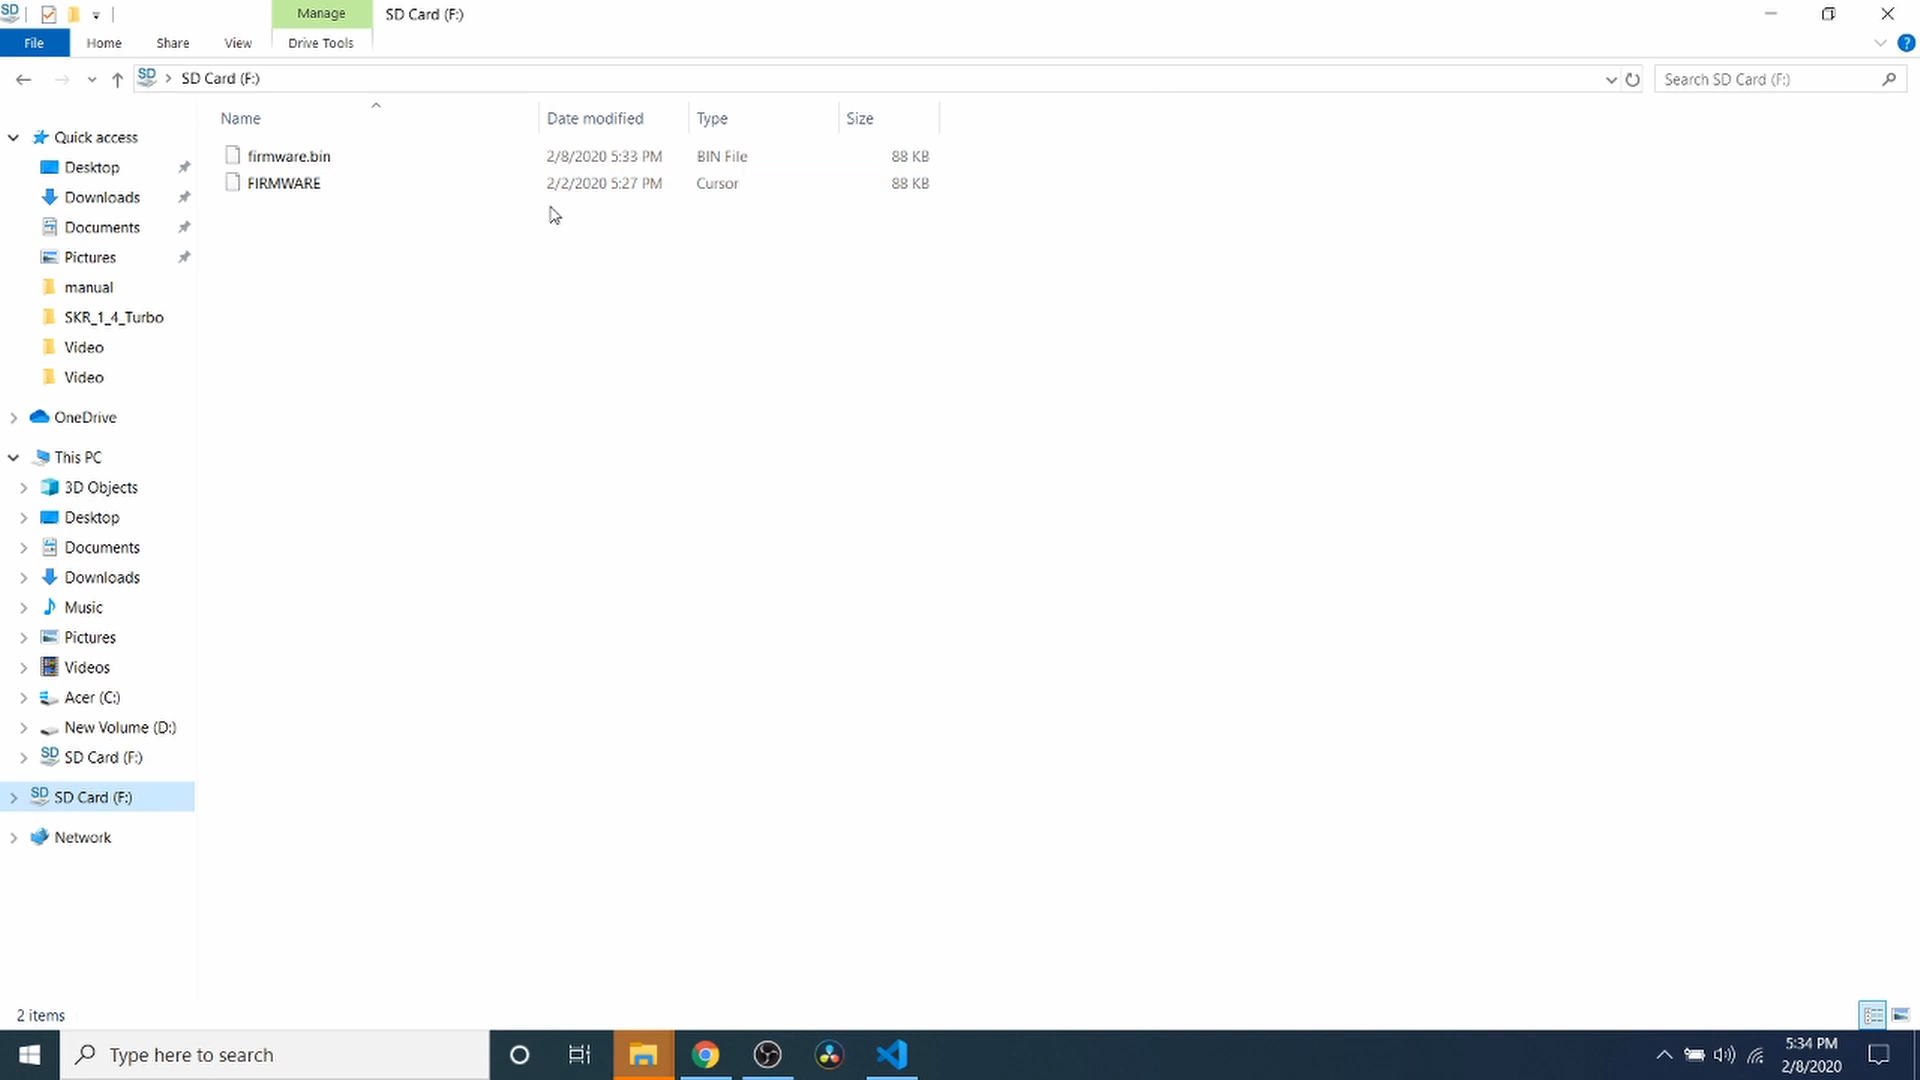 SD
Manage
SD Card (F:)
File
Home
Share
View
Drive Tools
?
SD
SD Card (F:)
Search SD Card (F:)
Name
Date modified
Type
Size
firmware.bin
2/8/2020 5:33 PM
BIN File
88 KB
FIRMWARE
2/2/2020 5:27 PM
Cursor
88 KB
Quick access
Desktop
Downloads
Documents
Pictures
manual
SKR_1_4_Turbo
Video
Video
OneDrive
This PC
3D Objects
Desktop
Documents
Downloads
Music
Pictures
Videos
Acer (C:)
New Volume (D:)
SD
SD Card (F:)
SD
SD Card (F:)
Network
2 items
Type here to search
5:34 PM
2/8/2020